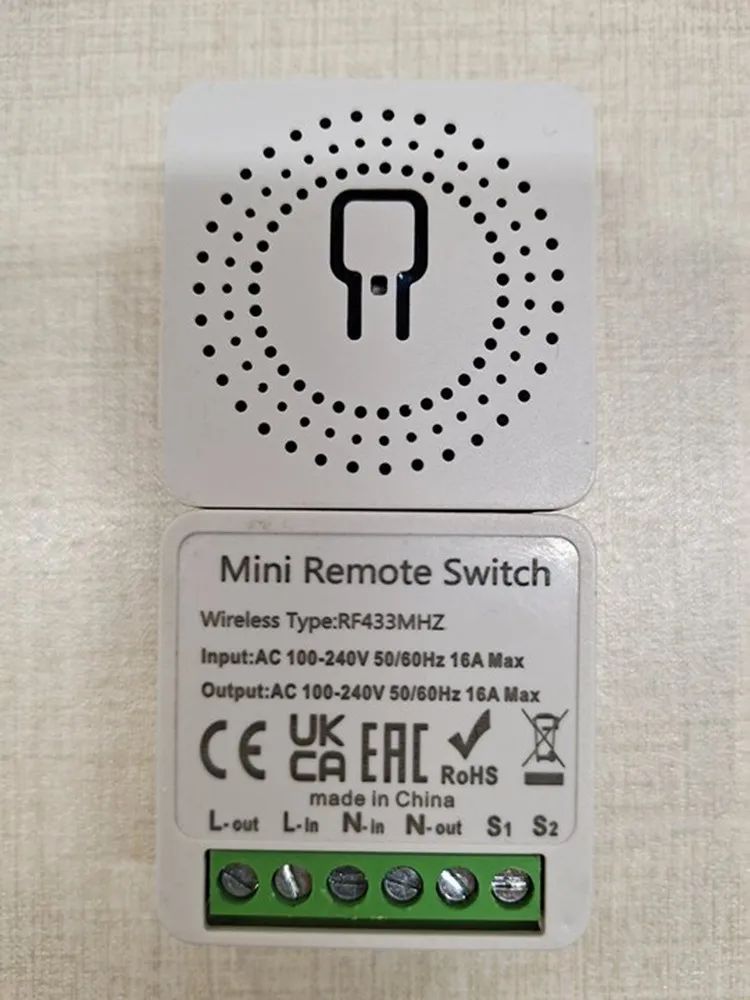 Mini Remote Switch
Wireless Type:RF433MHZ
Input:AC 100-240V 50/60Hz 16A Max
Output:AC 100-240V 50/60Hz 16A Max
CE UK CA EAC RoHS
made in China
L-out L-in N-in N-out S1 S2